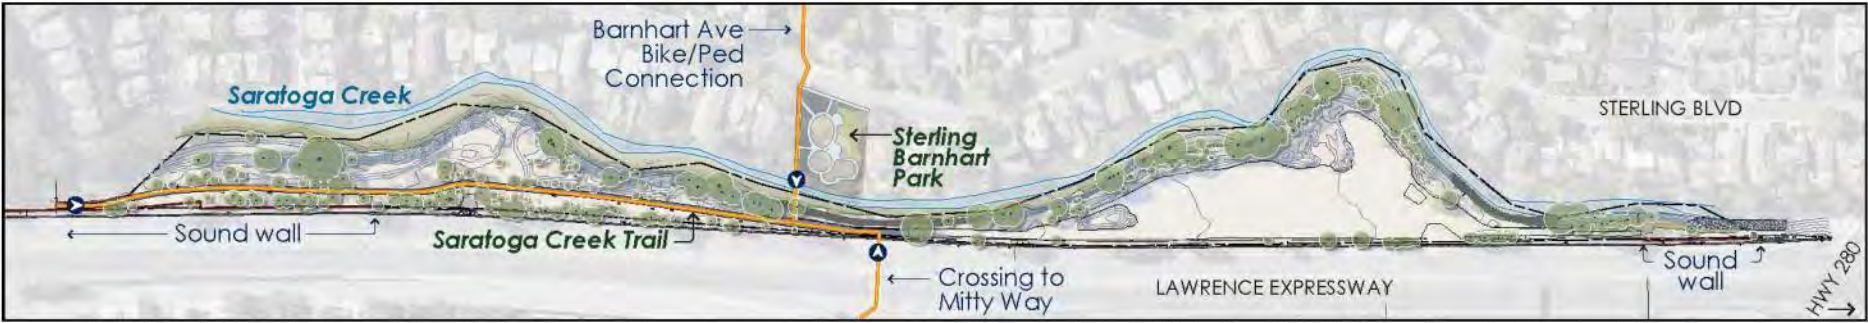 Barnhart Ave
Bike/Ped
Connection
Saratoga Creek
Sterling
Barnhart
Park
STERLING BLVD
Sound wall
Saratoga Creek Trail
Crossing to
Mitty Way
LAWRENCE EXPRESSWAY
Sound
wall
HWY 280